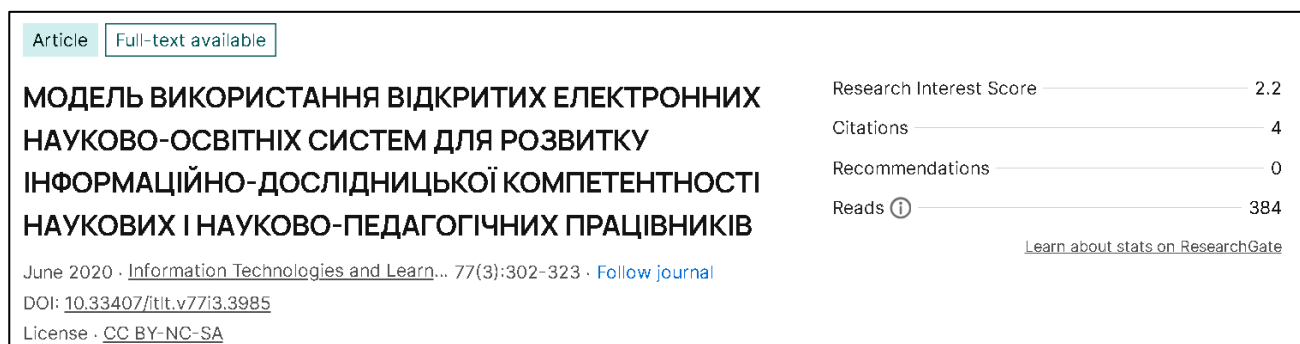 Article Full-text available
МОДЕЛЬ ВИКОРИСТАННЯ ВІДКРИТИХ ЕЛЕКТРОННИХ
НАУКОВО-ОСВІТНІХ СИСТЕМ ДЛЯ РОЗВИТКУ
ІНФОРМАЦІЙНО-ДОСЛІДНИЦЬКОЇ КОМПЕТЕНТНОСТІ
НАУКОВИХ І НАУКОВО-ПЕДАГОГІЧНИХ ПРАЦІВНИКІВ
June 2020 · Information Technologies and Learn... 77(3):302-323 · Follow journal
DOI: 10.33407/itlt.v77i3.3985
License · CC BY-NC-SA
Research Interest Score 2.2
Citations 4
Recommendations 0
Reads 384
Learn about stats on ResearchGate